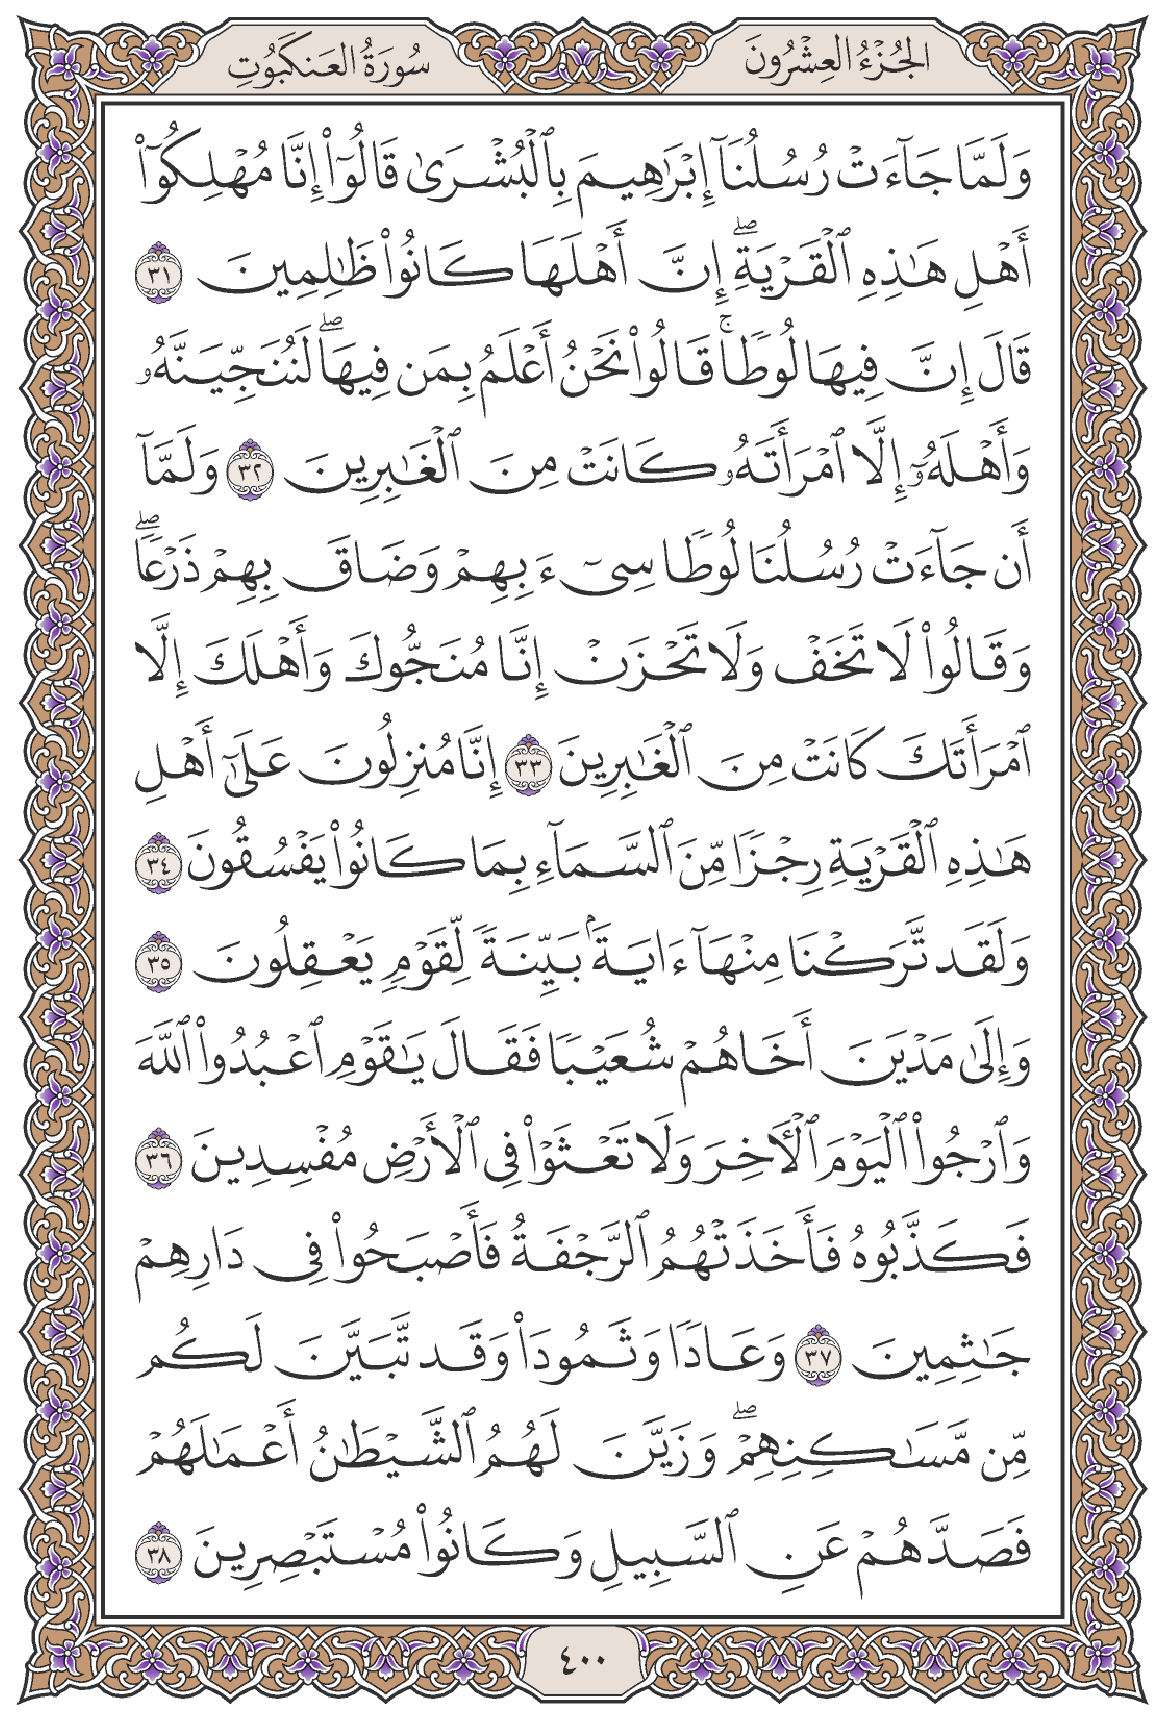 الجُزْءُ العِشْرُونَ
سُورَةُ العَنكَبُوتِ
وَلَمَّا جَآءَتْ رُسُلُنَآ إِبْرَٰهِيمَ بِٱلْبُشْرَىٰ قَالُوٓا۟ إِنَّا مُهْلِكُوٓا۟
أَهْلِ هَـٰذِهِ ٱلْقَرْيَةِ ۖ إِنَّ أَهْلَهَا كَانُوا۟ ظَـٰلِمِينَ ٣١
قَالَ إِنَّ فِيهَا لُوطًا ۚ قَالُوا۟ نَحْنُ أَعْلَمُ بِمَن فِيهَا ۖ لَنُنَجِّيَنَّهُۥ
وَأَهْلَهُۥٓ إِلَّا ٱمْرَأَتَهُۥ كَانَتْ مِنَ ٱلْغَـٰبِرِينَ ٣٢ وَلَمَّآ
أَن جَآءَتْ رُسُلُنَا لُوطًا سِىٓءَ بِهِمْ وَضَاقَ بِهِمْ ذَرْعًا ۖ
وَقَالُوا۟ لَا تَخَفْ وَلَا تَحْزَنْ إِنَّا مُنَجُّوكَ وَأَهْلَكَ إِلَّا
ٱمْرَأَتَكَ كَانَتْ مِنَ ٱلْغَـٰبِرِينَ ٣٣ إِنَّا مُنزِلُونَ عَلَىٰٓ أَهْلِ
هَـٰذِهِ ٱلْقَرْيَةِ رِجْزًا مِّنَ ٱلسَّمَآءِ بِمَا كَانُوا۟ يَفْسُقُونَ ٣٤
وَلَقَد تَّرَكْنَا مِنْهَآ ءَايَةًۢ بَيِّنَةً لِّقَوْمٍ يَعْقِلُونَ ٣٥
وَإِلَىٰ مَدْيَنَ أَخَاهُمْ شُعَيْبًا فَقَالَ يَـٰقَوْمِ ٱعْبُدُوا۟ ٱللَّهَ
وَٱرْجُوا۟ ٱلْيَوْمَ ٱلْـَٔاخِرَ وَلَا تَعْثَوْا۟ فِى ٱلْأَرْضِ مُفْسِدِينَ ٣٦
فَكَذَّبُوهُ فَأَخَذَتْهُمُ ٱلرَّجْفَةُ فَأَصْبَحُوا۟ فِى دَارِهِمْ
جَـٰثِمِينَ ٣٧ وَعَادًا وَثَمُودَا۟ وَقَد تَّبَيَّنَ لَكُم
مِّن مَّسَـٰكِنِهِمْ ۖ وَزَيَّنَ لَهُمُ ٱلشَّيْطَـٰنُ أَعْمَـٰلَهُمْ
فَصَدَّهُمْ عَنِ ٱلسَّبِيلِ وَكَانُوا۟ مُسْتَبْصِرِينَ ٣٨
٤٠٠